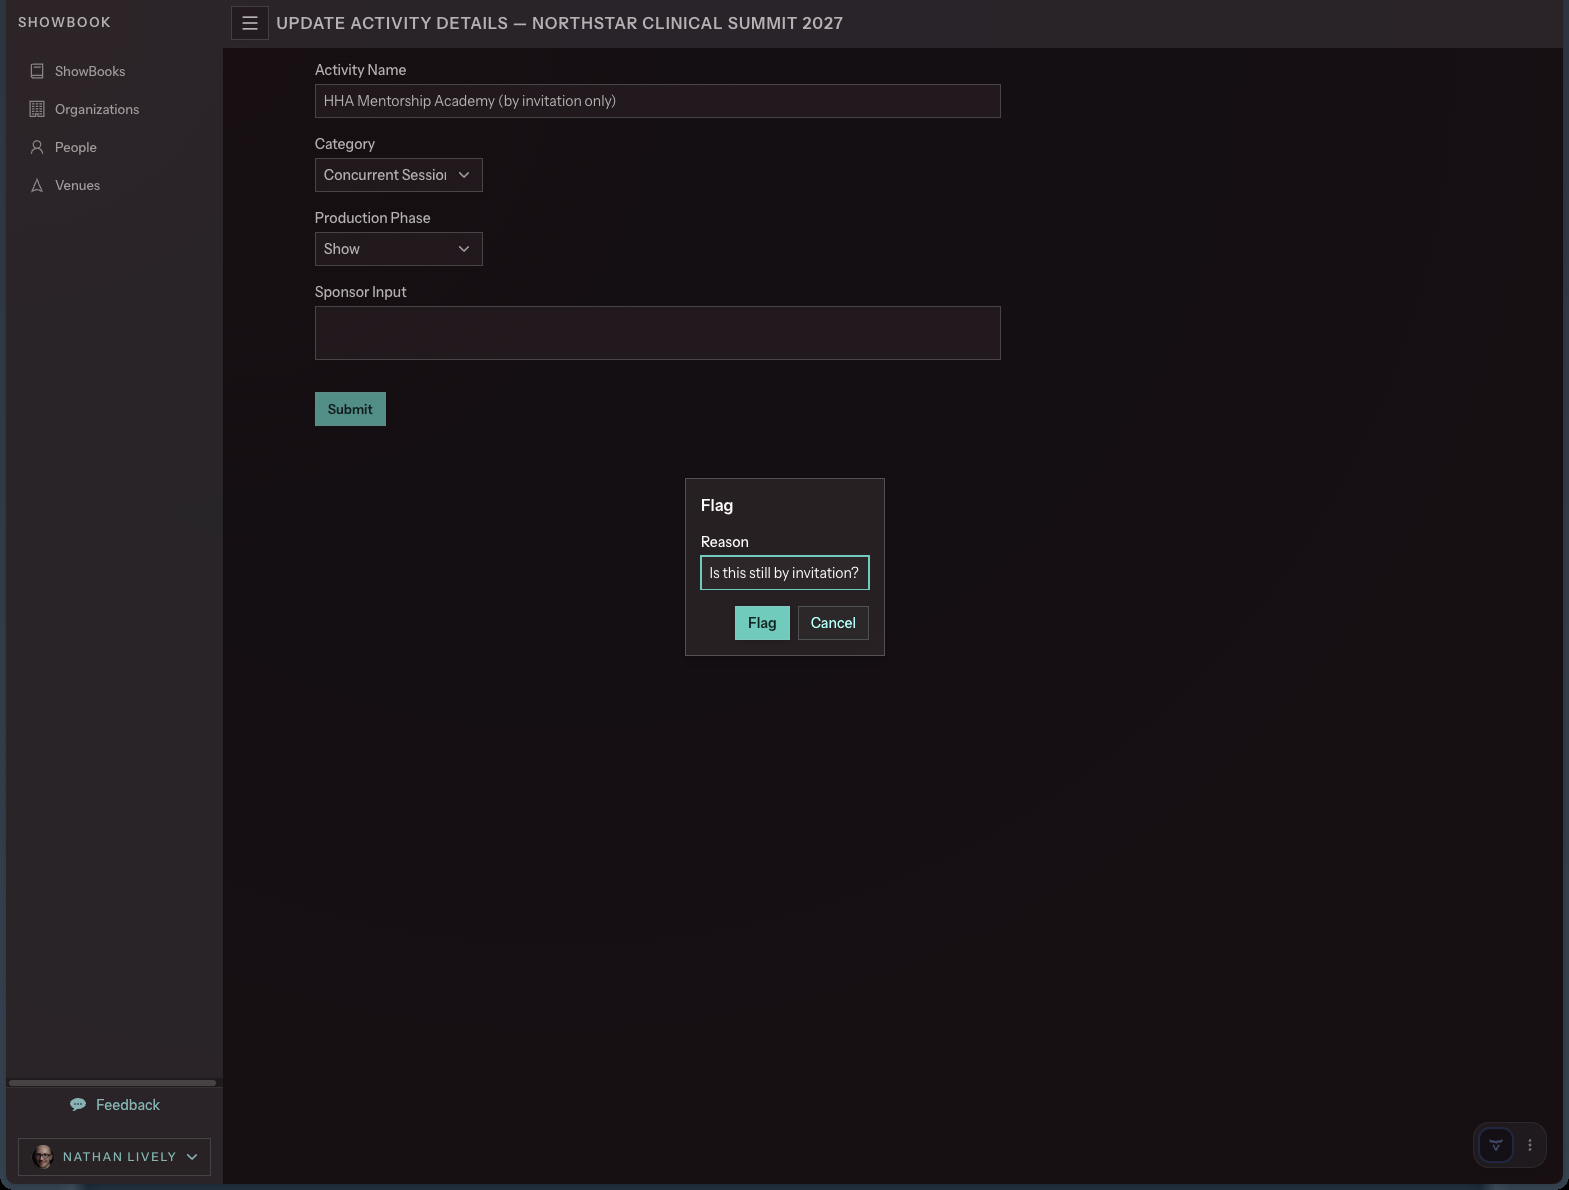 SHOWBOOK
ShowBooks
Organizations
People
Venues
Feedback
NATHAN LIVELY
UPDATE ACTIVITY DETAILS — NORTHSTAR CLINICAL SUMMIT 2027
Activity Name
HHA Mentorship Academy (by invitation only)
Category
Concurrent Session
Production Phase
Show
Sponsor Input
Submit
Flag
Reason
Is this still by invitation?
Flag Cancel